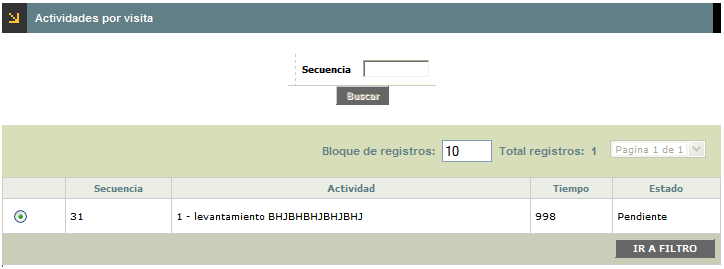 Actividades por visita
Secuencia
Buscar
Bloque de registros: 10 Total registros: 1 Pagina 1 de 1
Secuencia Actividad Tiempo Estado
31 1 - levantamiento BHJBHBHJBHJBHJ 998 Pendiente
IR A FILTRO